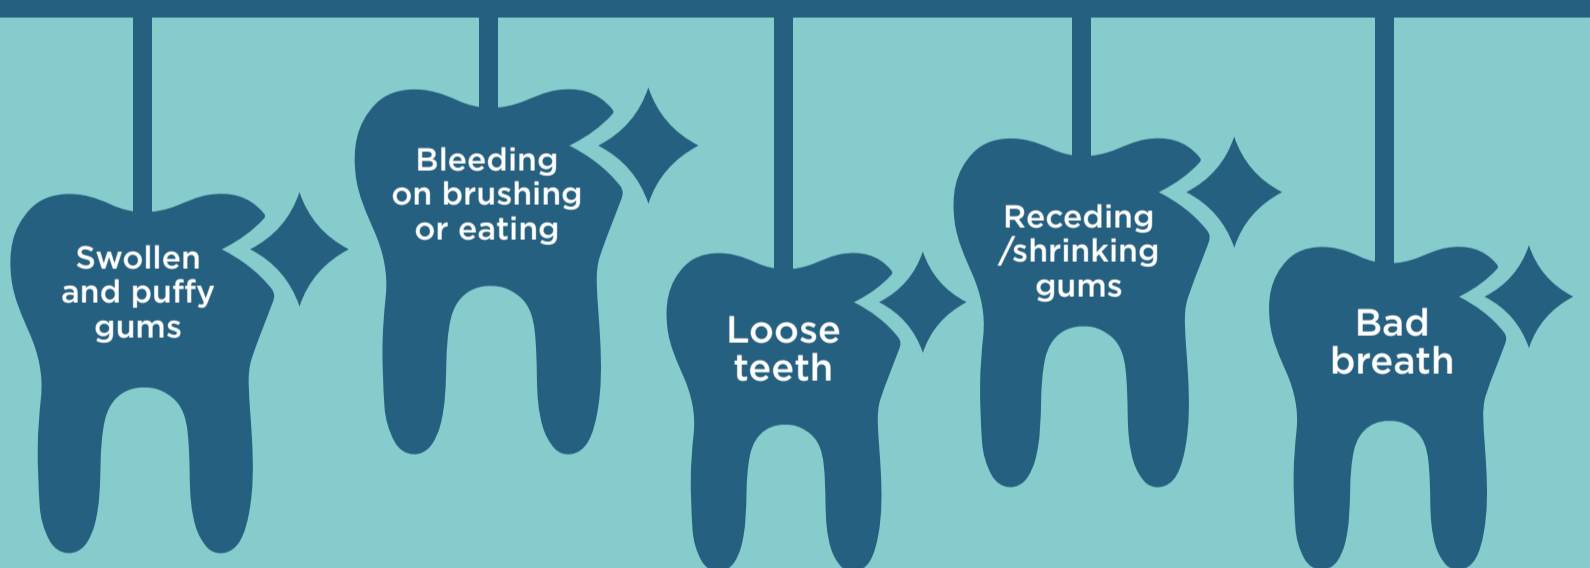 Swollen
and puffy
gums
Bleeding
on brushing
or eating
Loose
teeth
Receding
/shrinking
gums
Bad
breath